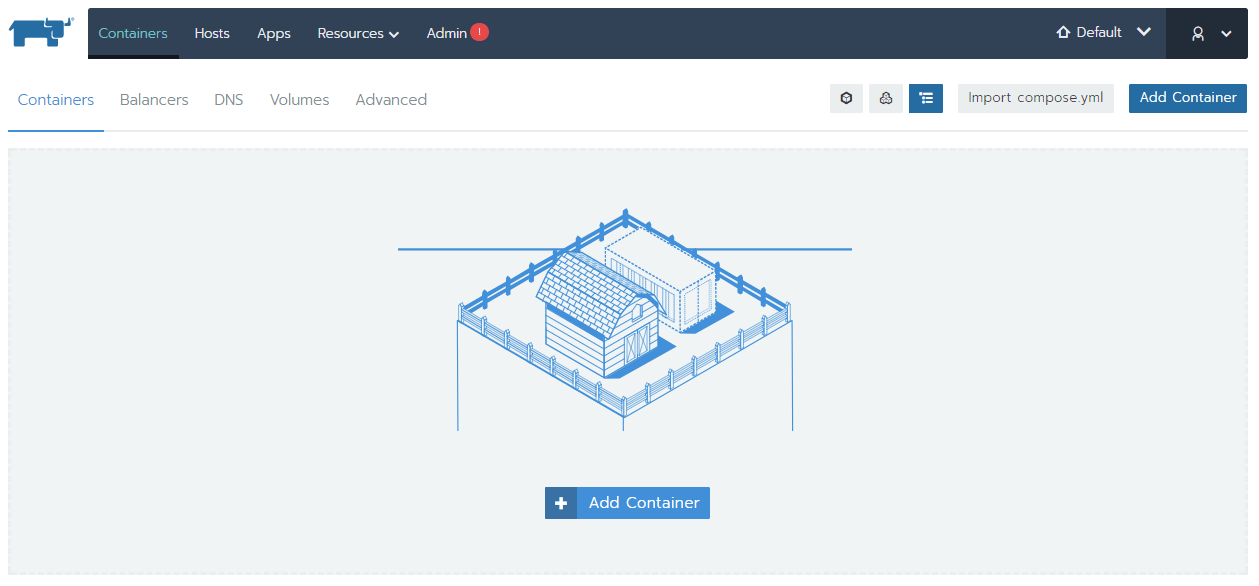 Containers Hosts Apps Resources Admin ! Default
Containers Balancers DNS Volumes Advanced Import compose.yml Add Container
+ Add Container